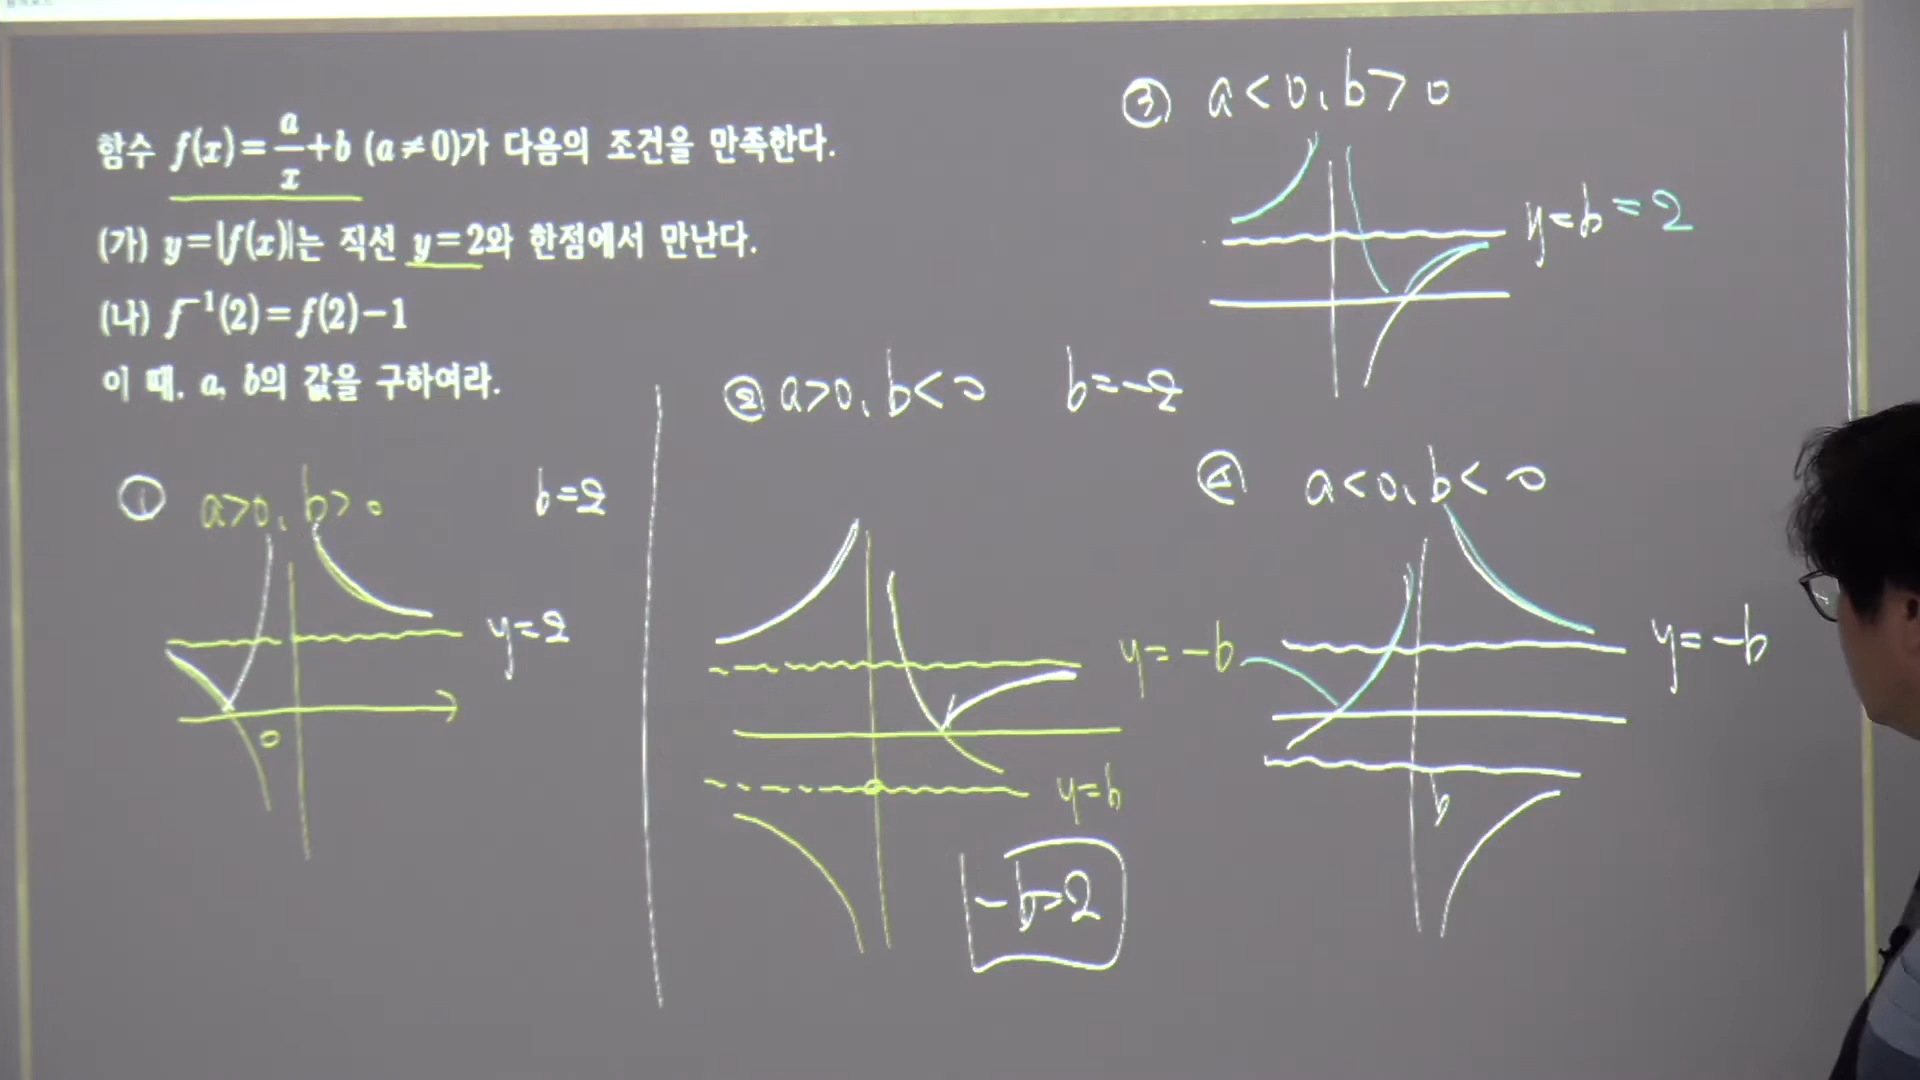 함수 f(x)=a/x+b (a≠0)가 다음의 조건을 만족한다.
(가) y=|f(x)|는 직선 y=2와 한점에서 만난다.
(나) f⁻¹(2)=f(2)-1
이 때, a, b의 값을 구하여라.
① a>0, b>0 b=2
y=2
0
② a>0, b<0 b=-2
y=-b
y=b
-b=2
③ a<0, b>0
y=b=2
④ a<0, b<0
y=-b
b